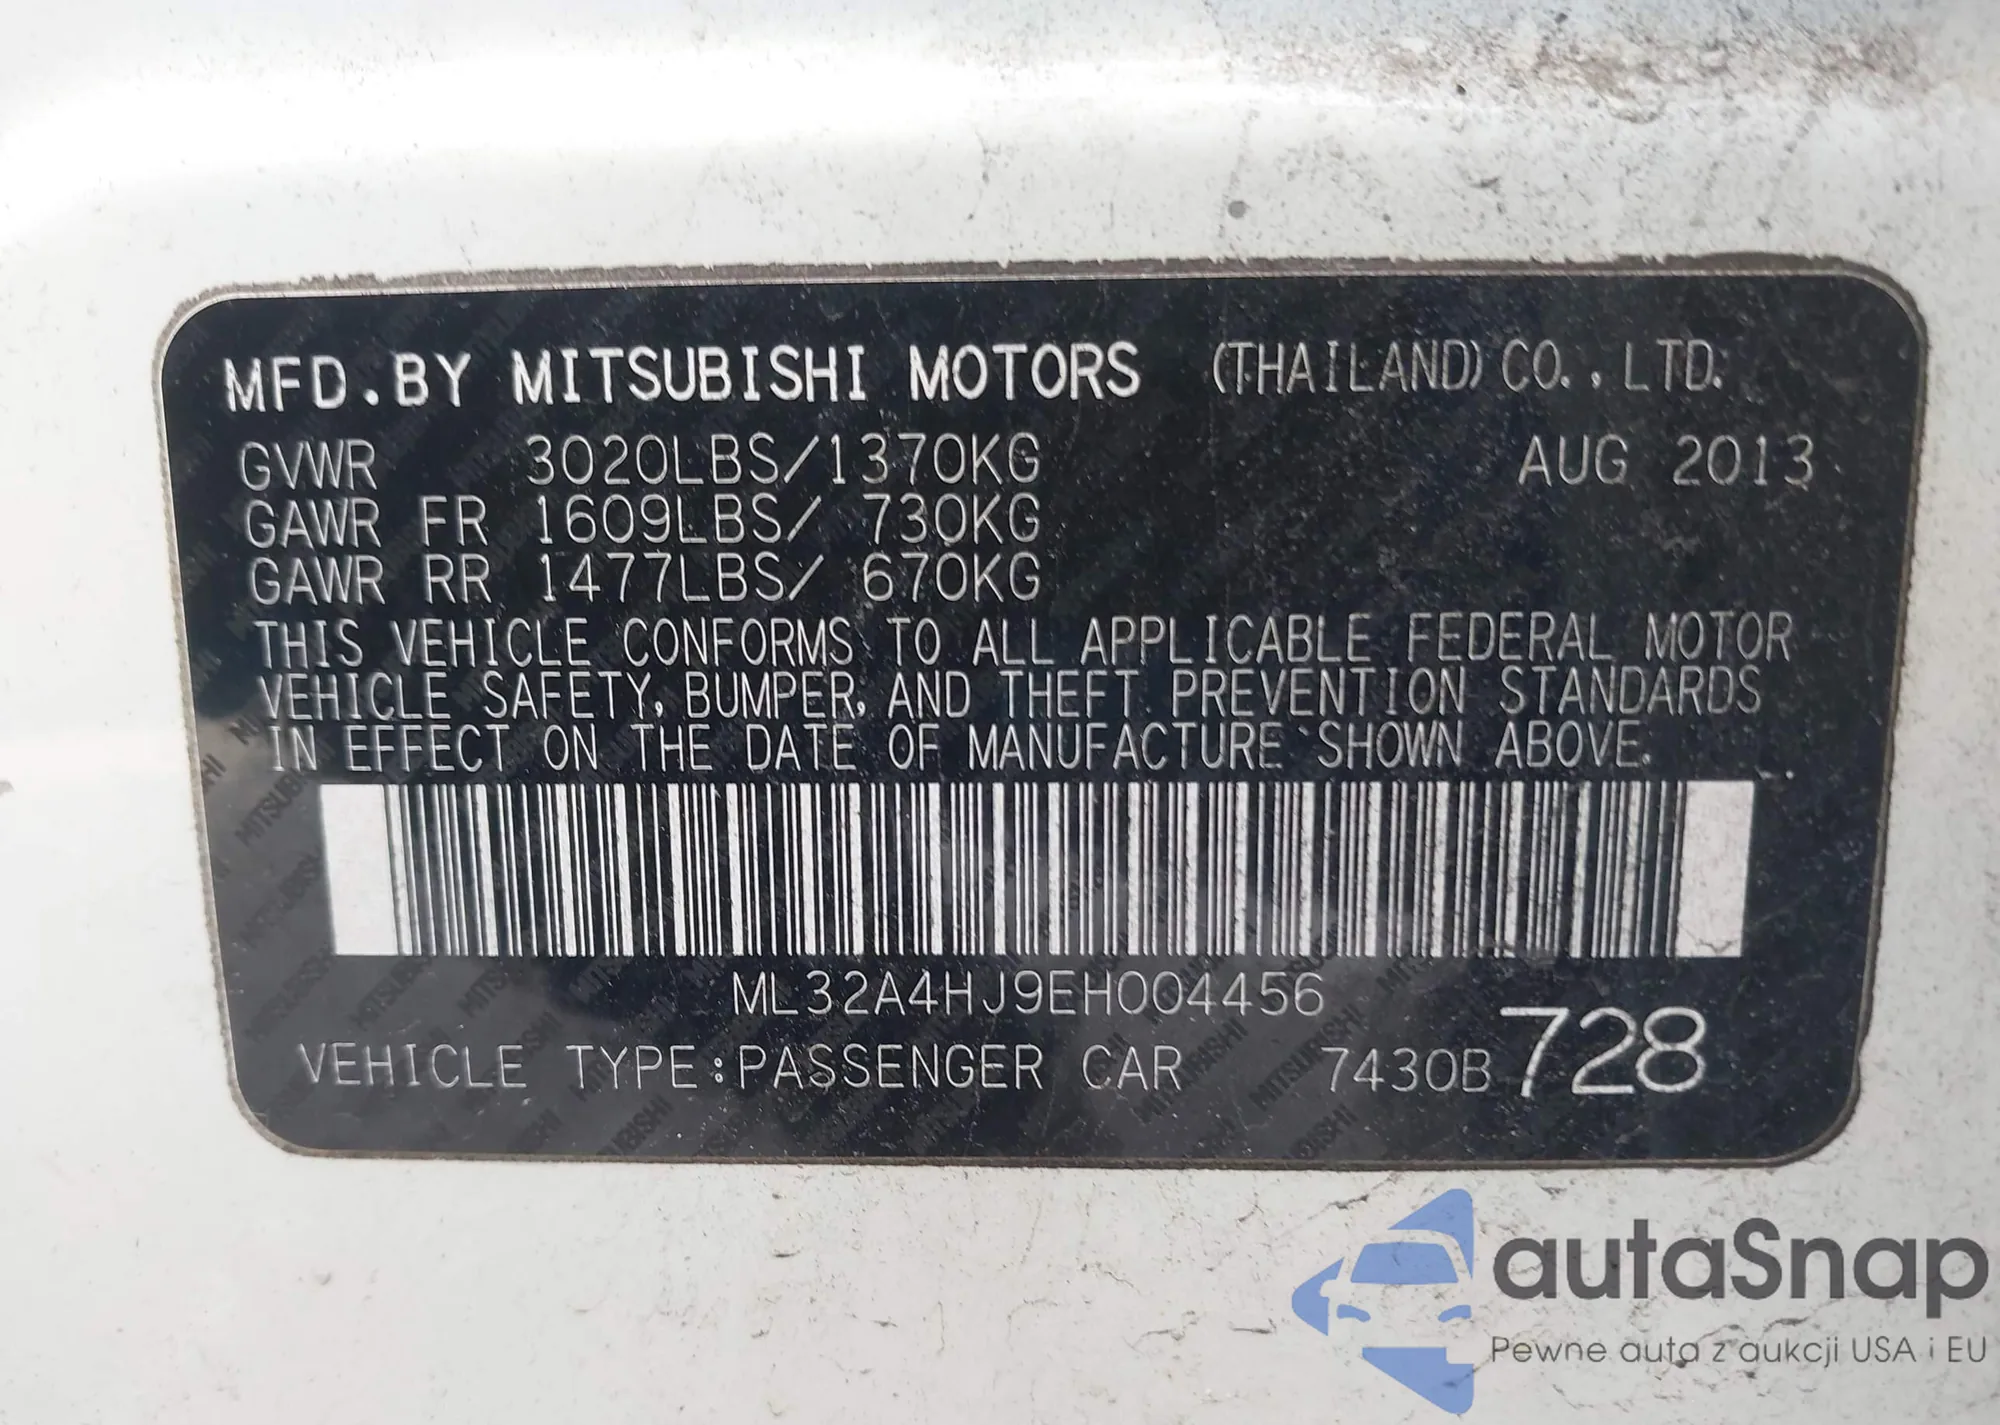 MFD.BY MITSUBISHI MOTORS (THAILAND) CO., LTD.
GVWR 3020LBS/1370KG AUG 2013
GAWR FR 1609LBS/ 730KG
GAWR RR 1477LBS/ 670KG
THIS VEHICLE CONFORMS TO ALL APPLICABLE FEDERAL MOTOR
VEHICLE SAFETY, BUMPER, AND THEFT PREVENTION STANDARDS
IN EFFECT ON THE DATE OF MANUFACTURE SHOWN ABOVE.
ML32A4HJ9EH004456
VEHICLE TYPE:PASSENGER CAR 7430B 728
autaSnap
Pewne auta z aukcji USA i EU